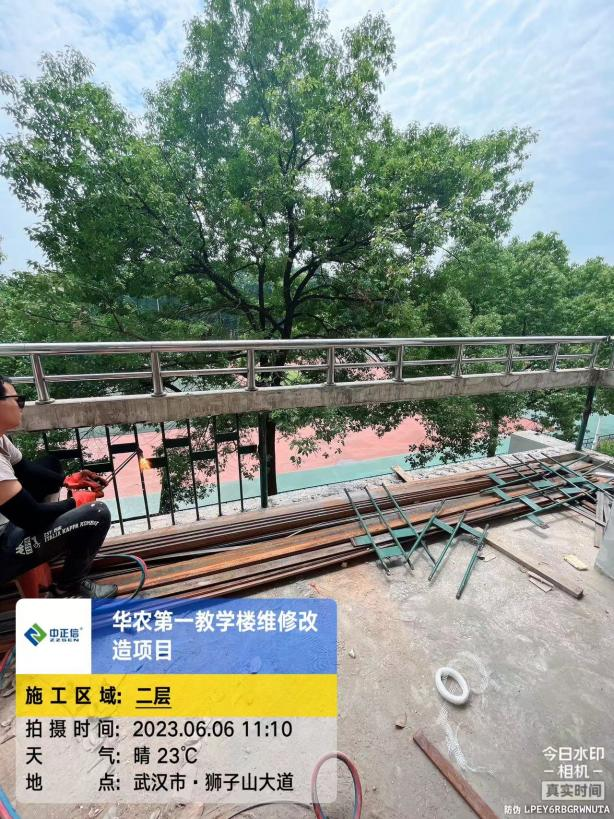 ITALIA KAPPA KOMBAT
中正信
ZZSEN
华农第一教学楼维修改
造项目
施工区域: 二层
拍摄时间: 2023.06.06 11:10
天气: 晴 23℃
地点: 武汉市·狮子山大道
今日水印
相机
真实时间
防伪 LPEY6RBGRWNUTA